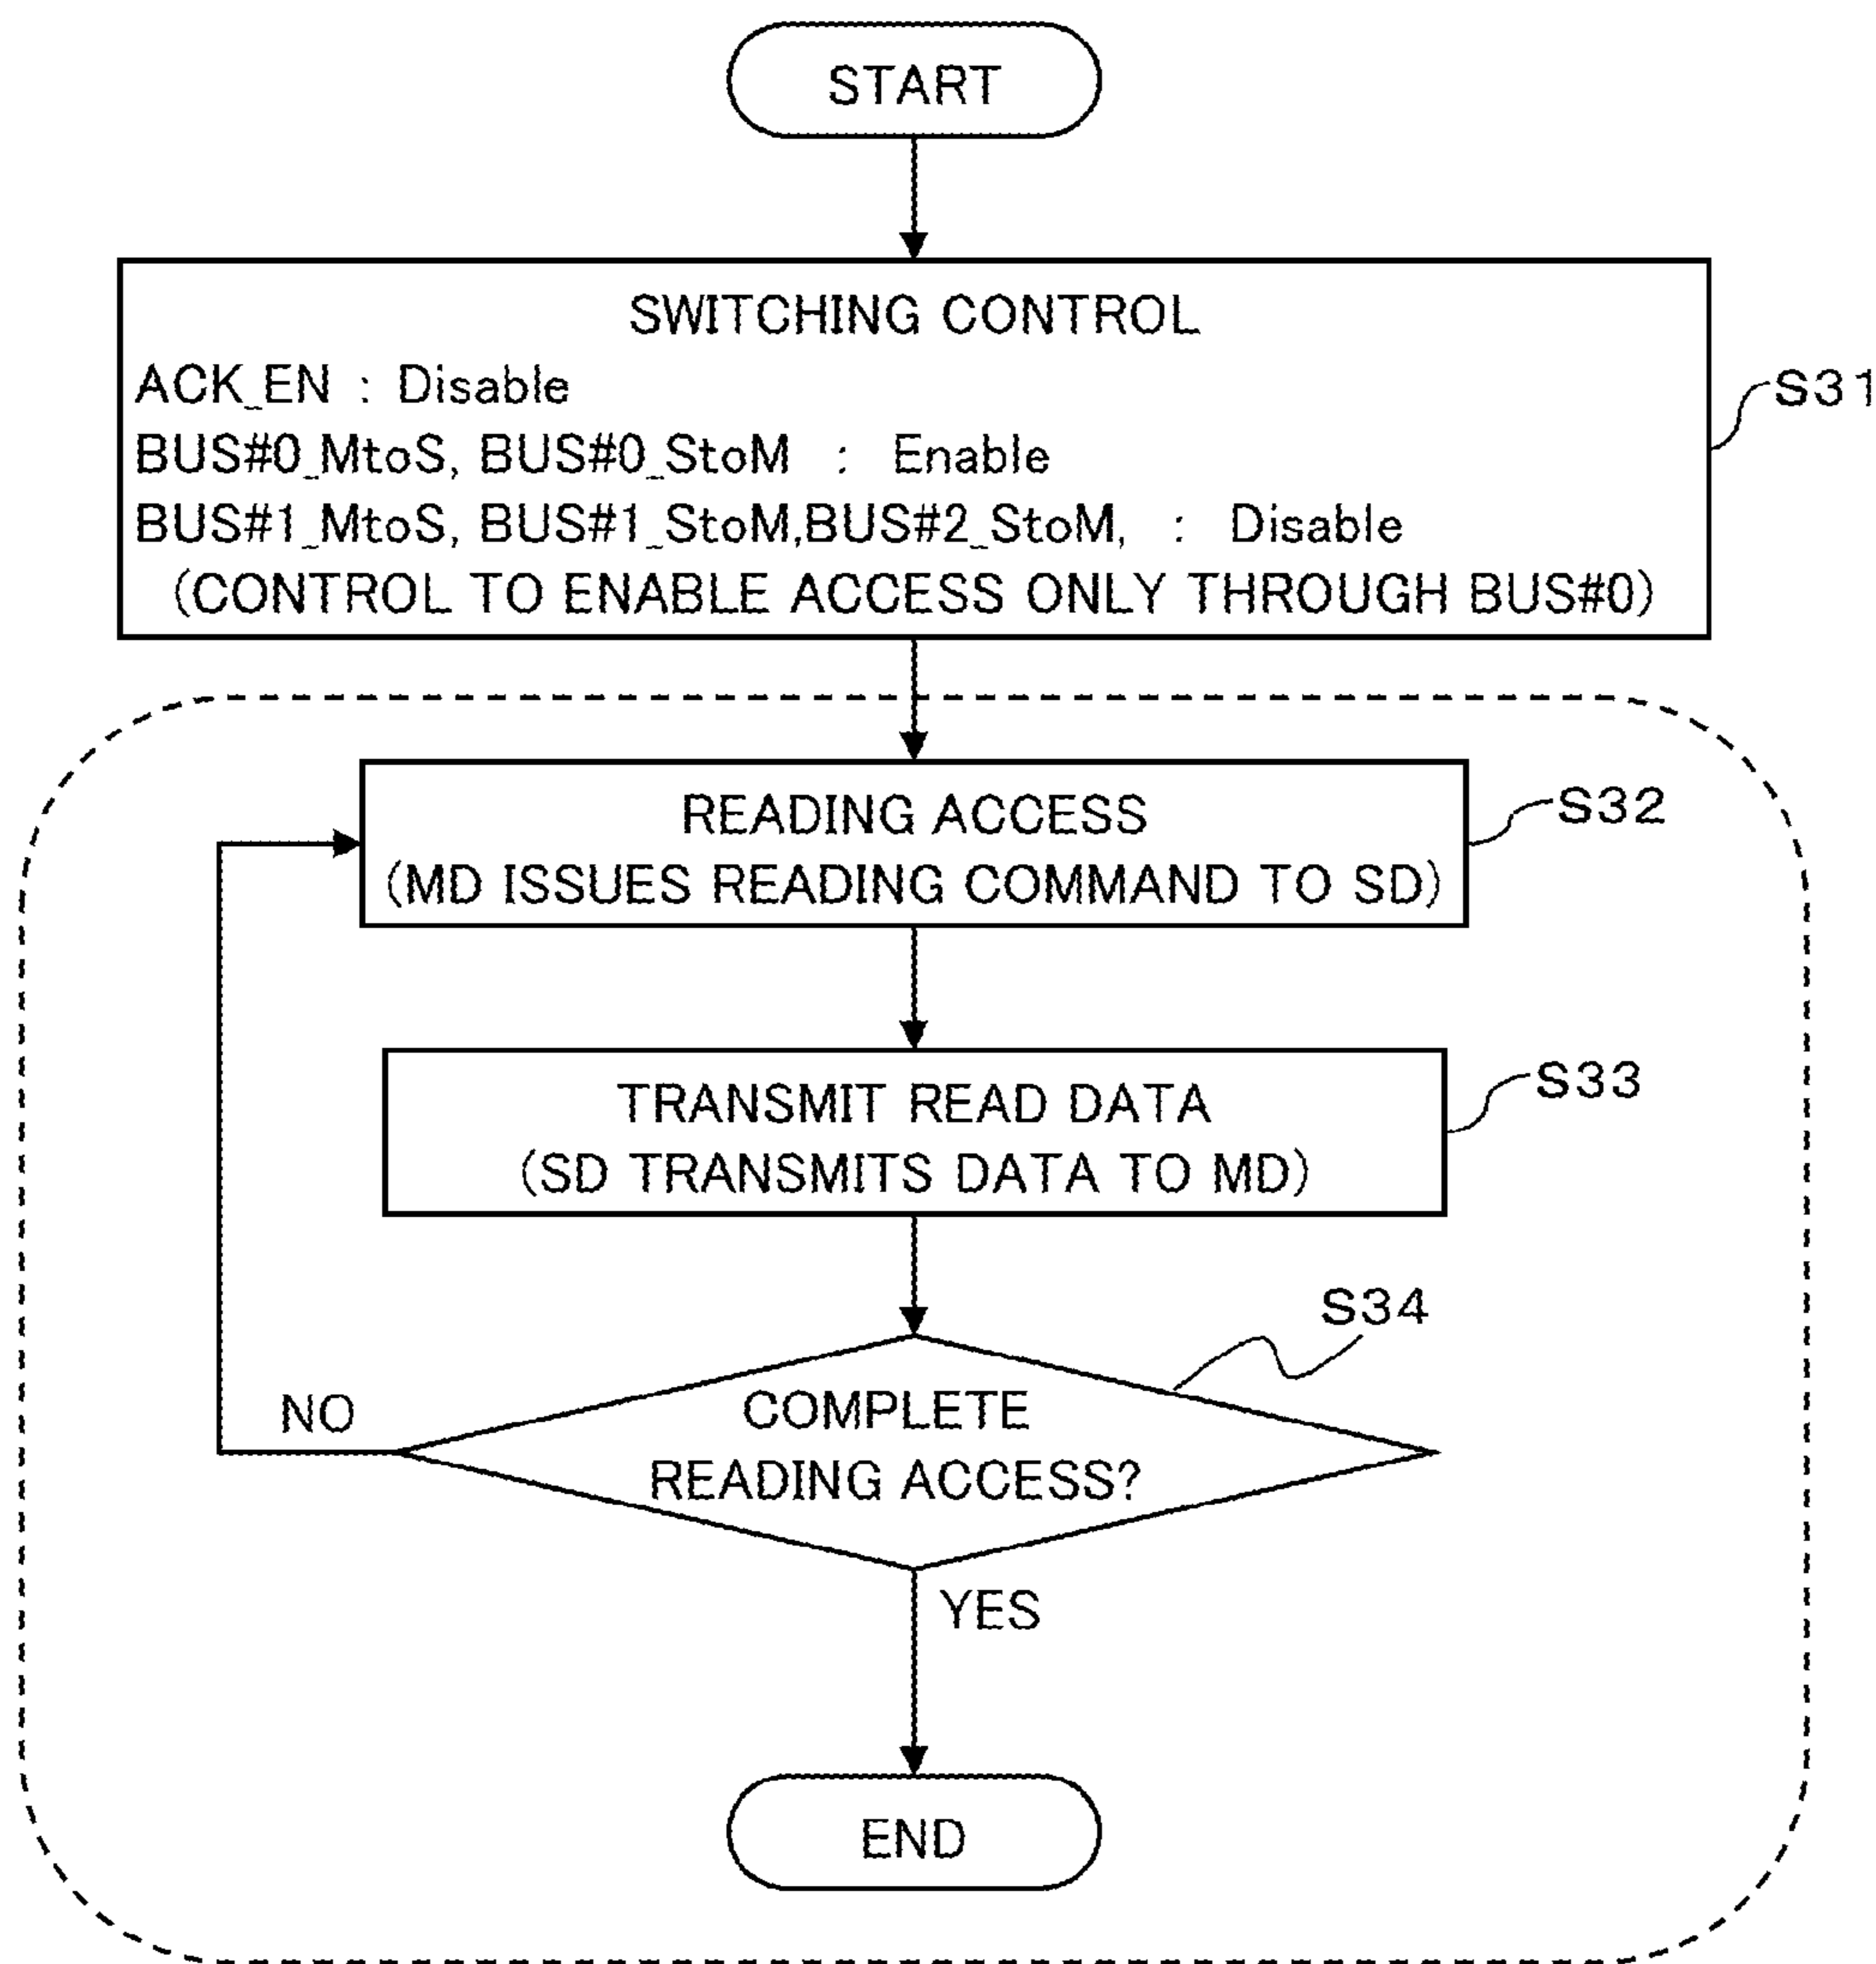 START
SWITCHING CONTROL
ACK_EN : Disable
BUS#0_MtoS, BUS#0_StoM : Enable
BUS#1_MtoS, BUS#1_StoM,BUS#2_StoM, : Disable
(CONTROL TO ENABLE ACCESS ONLY THROUGH BUS#0)
S31
READING ACCESS
(MD ISSUES READING COMMAND TO SD)
S32
TRANSMIT READ DATA
(SD TRANSMITS DATA TO MD)
S33
S34
COMPLETE
READING ACCESS?
NO
YES
END